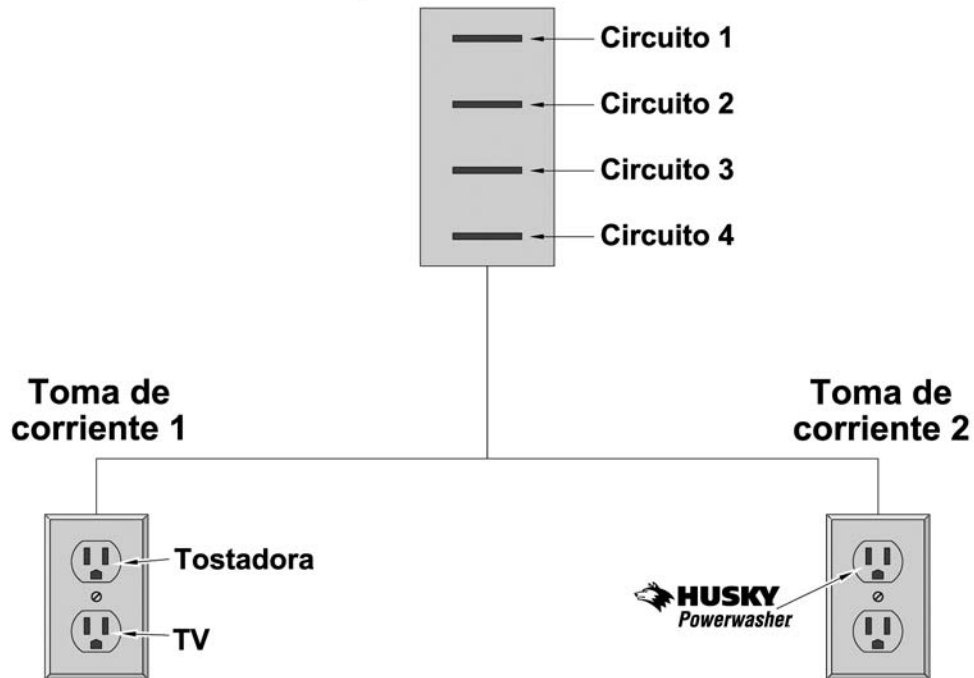 Circuito 1
Circuito 2
Circuito 3
Circuito 4
Toma de
corriente 1
Toma de
corriente 2
Tostadora
TV
HUSKY
Powerwasher